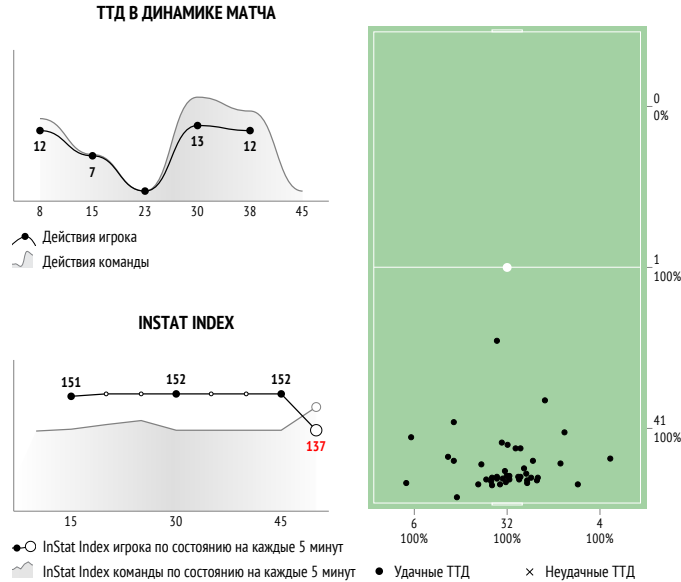 ТТД В ДИНАМИКЕ МАТЧА
12
7
13
12
8 15 23 30 38 45
Действия игрока
Действия команды
INSTAT INDEX
151 152 152
137
15 30 45
InStat Index игрока по состоянию на каждые 5 минут
InStat Index команды по состоянию на каждые 5 минут
0
0%
1
100%
41
100%
6 32 4
100% 100% 100%
Удачные ТТД Неудачные ТТД